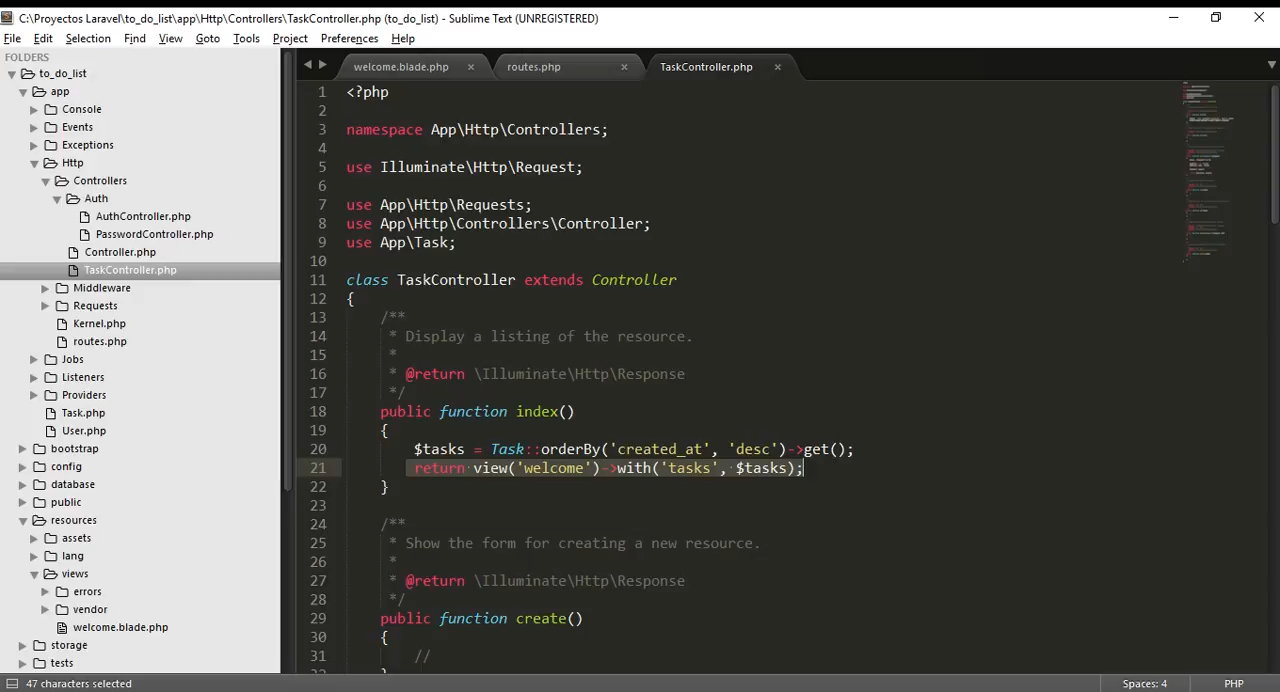 C:\Proyectos Laravel\to_do_list\app\Http\Controllers\TaskController.php (to_do_list) - Sublime Text (UNREGISTERED)
File Edit Selection Find View Goto Tools Project Preferences Help
FOLDERS
to_do_list
app
Console
Events
Exceptions
Http
Controllers
Auth
AuthController.php
PasswordController.php
Controller.php
TaskController.php
Middleware
Requests
Kernel.php
routes.php
Jobs
Listeners
Providers
Task.php
User.php
bootstrap
config
database
public
resources
assets
lang
views
errors
vendor
welcome.blade.php
storage
tests
welcome.blade.php × routes.php × TaskController.php ×
1 <?php
2
3 namespace App\Http\Controllers;
4
5 use Illuminate\Http\Request;
6
7 use App\Http\Requests;
8 use App\Http\Controllers\Controller;
9 use App\Task;
10
11 class TaskController extends Controller
12 {
13 /**
14 * Display a listing of the resource.
15 *
16 * @return \Illuminate\Http\Response
17 */
18 public function index()
19 {
20 $tasks = Task::orderBy('created_at', 'desc')->get();
21 return view('welcome')->with('tasks', $tasks);
22 }
23
24 /**
25 * Show the form for creating a new resource.
26 *
27 * @return \Illuminate\Http\Response
28 */
29 public function create()
30 {
31 //
47 characters selected Spaces: 4 PHP